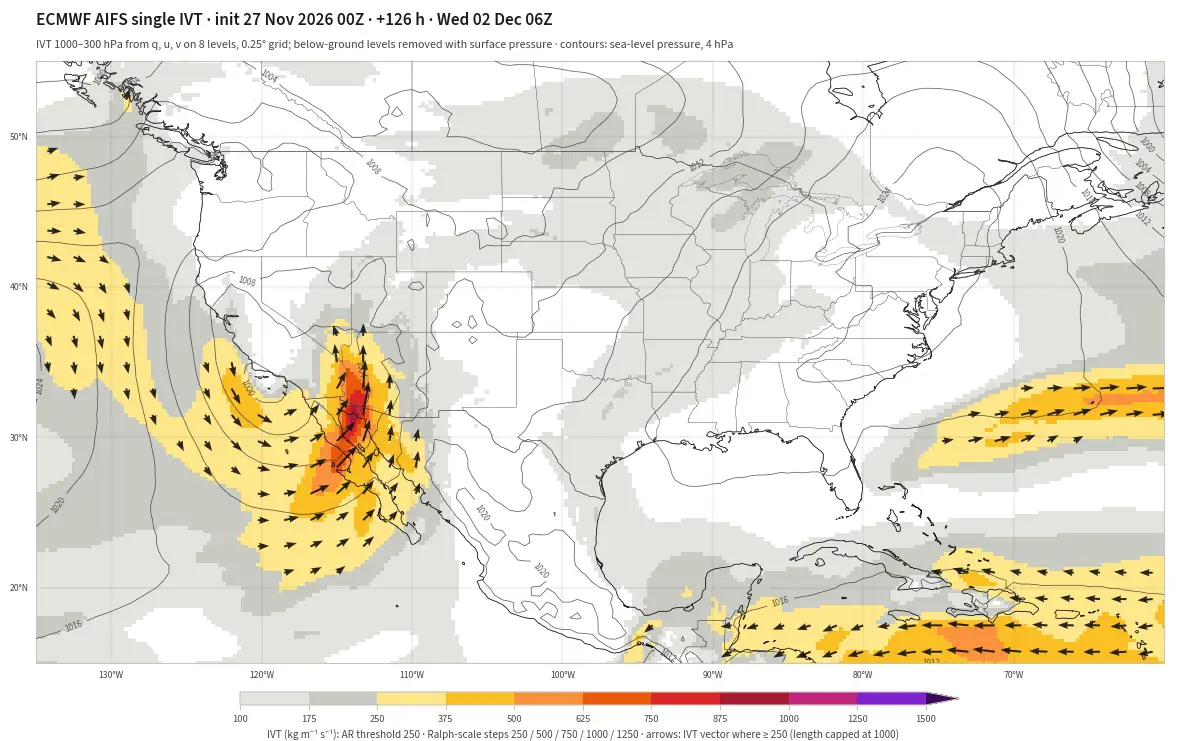 ECMWF AIFS single IVT · init 27 Nov 2026 00Z · +126 h · Wed 02 Dec 06Z
IVT 1000–300 hPa from q, u, v on 8 levels, 0.25° grid; below-ground levels removed with surface pressure · contours: sea-level pressure, 4 hPa
1004
50°N
1008
1012
1024
1000
1004
1012
1020
40°N
1008
1024
1008
30°N
1020
1020
20°N
1020
1016
1016
1012
1012
130°W 120°W 110°W 100°W 90°W 80°W 70°W
100 175 250 375 500 625 750 875 1000 1250 1500
IVT (kg m⁻¹ s⁻¹): AR threshold 250 · Ralph-scale steps 250 / 500 / 750 / 1000 / 1250 · arrows: IVT vector where ≥ 250 (length capped at 1000)